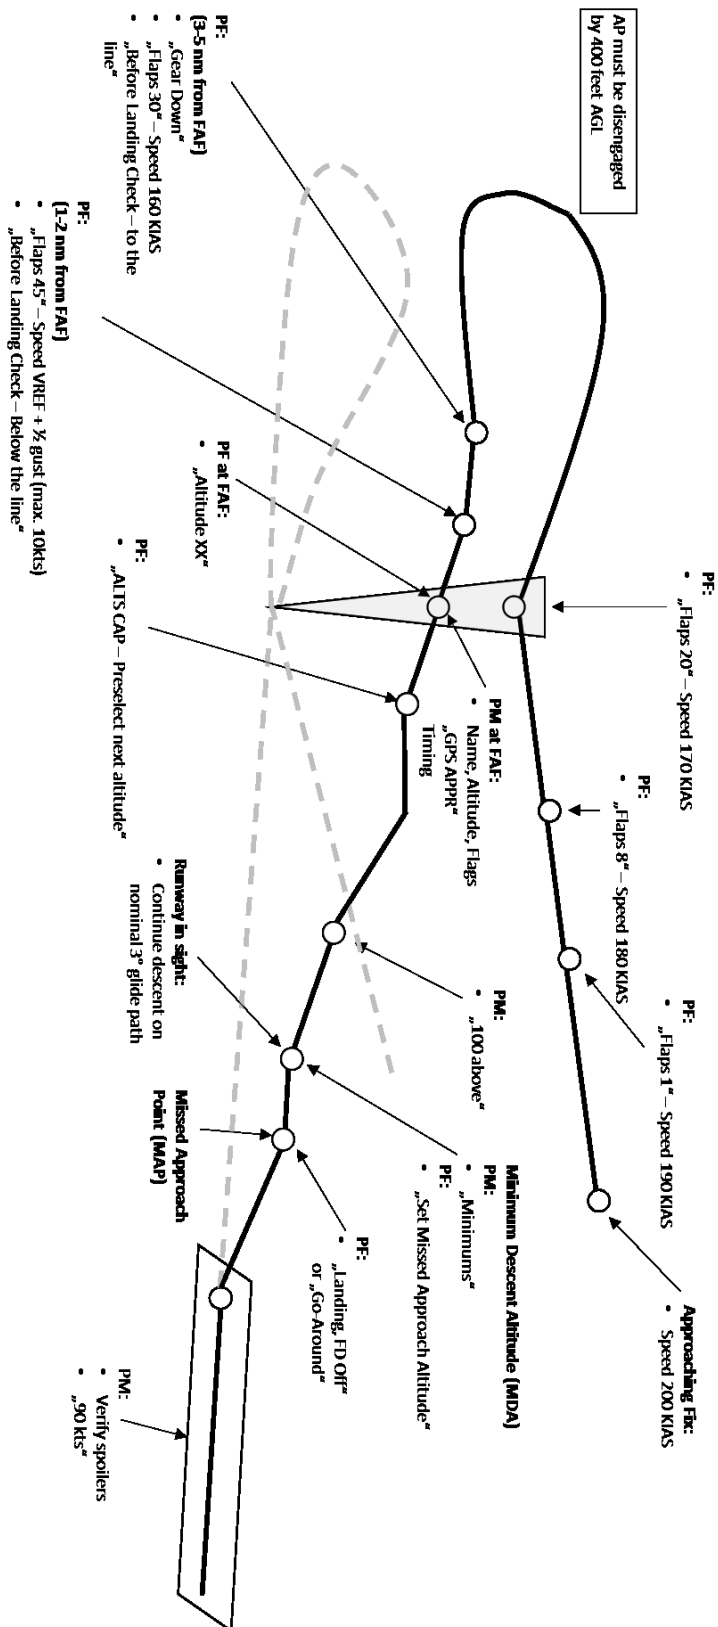 AP must be disengaged
by 400 feet AGL
Approaching Fix:
• Speed 200 KIAS
PF:
• „Flaps 1“ – Speed 190 KIAS
PF:
• „Flaps 8“ – Speed 180 KIAS
PF:
• „Flaps 20“ – Speed 170 KIAS
PF:
(3-5 nm from FAF)
• „Gear Down“
• „Flaps 30“ – Speed 160 KIAS
• „Before Landing Check – to the
line“
PF:
(1-2 nm from FAF)
• „Flaps 45“ – Speed VREF + ½ gust (max. 10kts)
• „Before Landing Check – Below the line“
PF at FAF:
• „Altitude XX“
PM at FAF:
• Name, Altitude, Flags
„GPS APPR“
Timing
PF:
• „ALTS CAP – Preselect next altitude“
PM:
• „100 above“
Minimum Descent Altitude (MDA)
PM:
• „Minimums“
PF:
• „Set Missed Approach Altitude“
Runway in sight:
• Continue descent on
nominal 3° glide path
Missed Approach
Point (MAP)
PF:
• „Landing, FD Off“
or „Go-Around“
PM:
• Verify spoilers
• „90 kts“